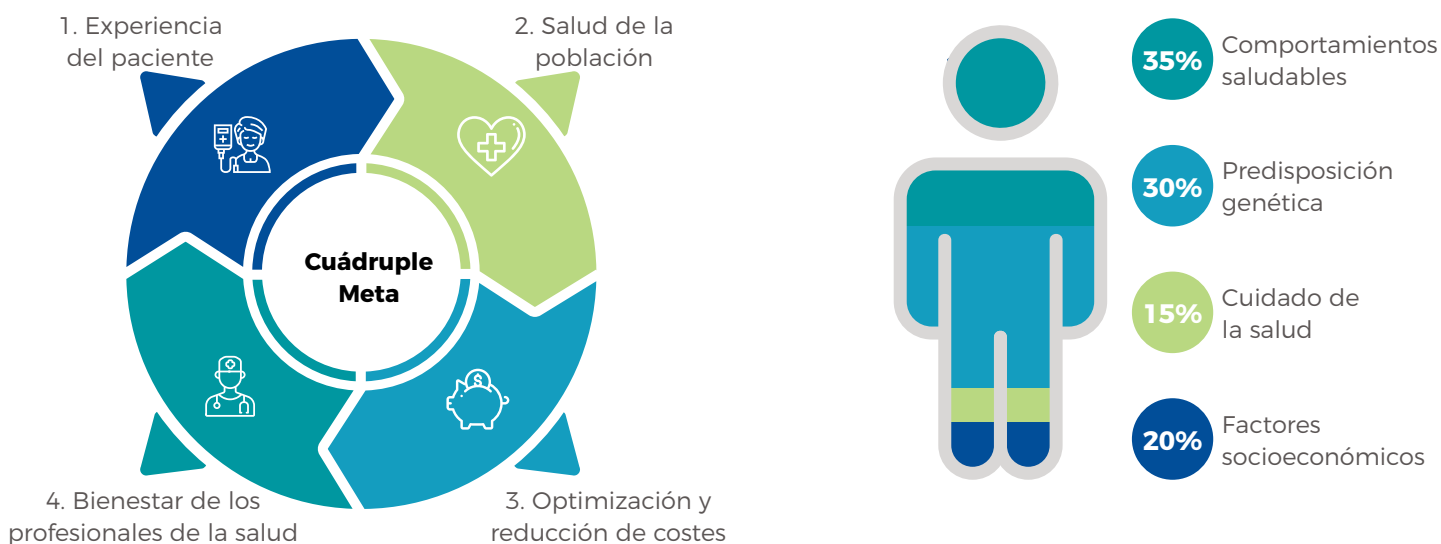 1. Experiencia
del paciente
2. Salud de la
población
Cuádruple
Meta
4. Bienestar de los
profesionales de la salud
3. Optimización y
reducción de costes
35%
Comportamientos
saludables
30%
Predisposición
genética
15%
Cuidado de
la salud
20%
Factores
socioeconómicos